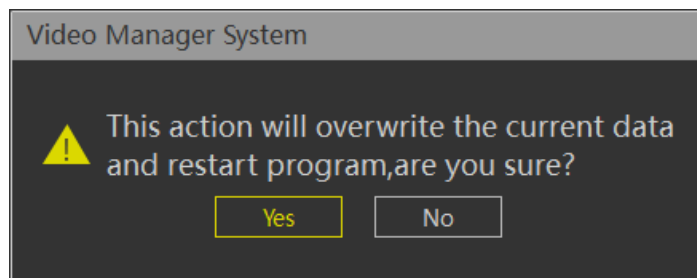 Video Manager System
This action will overwrite the current data
and restart program,are you sure?
Yes No